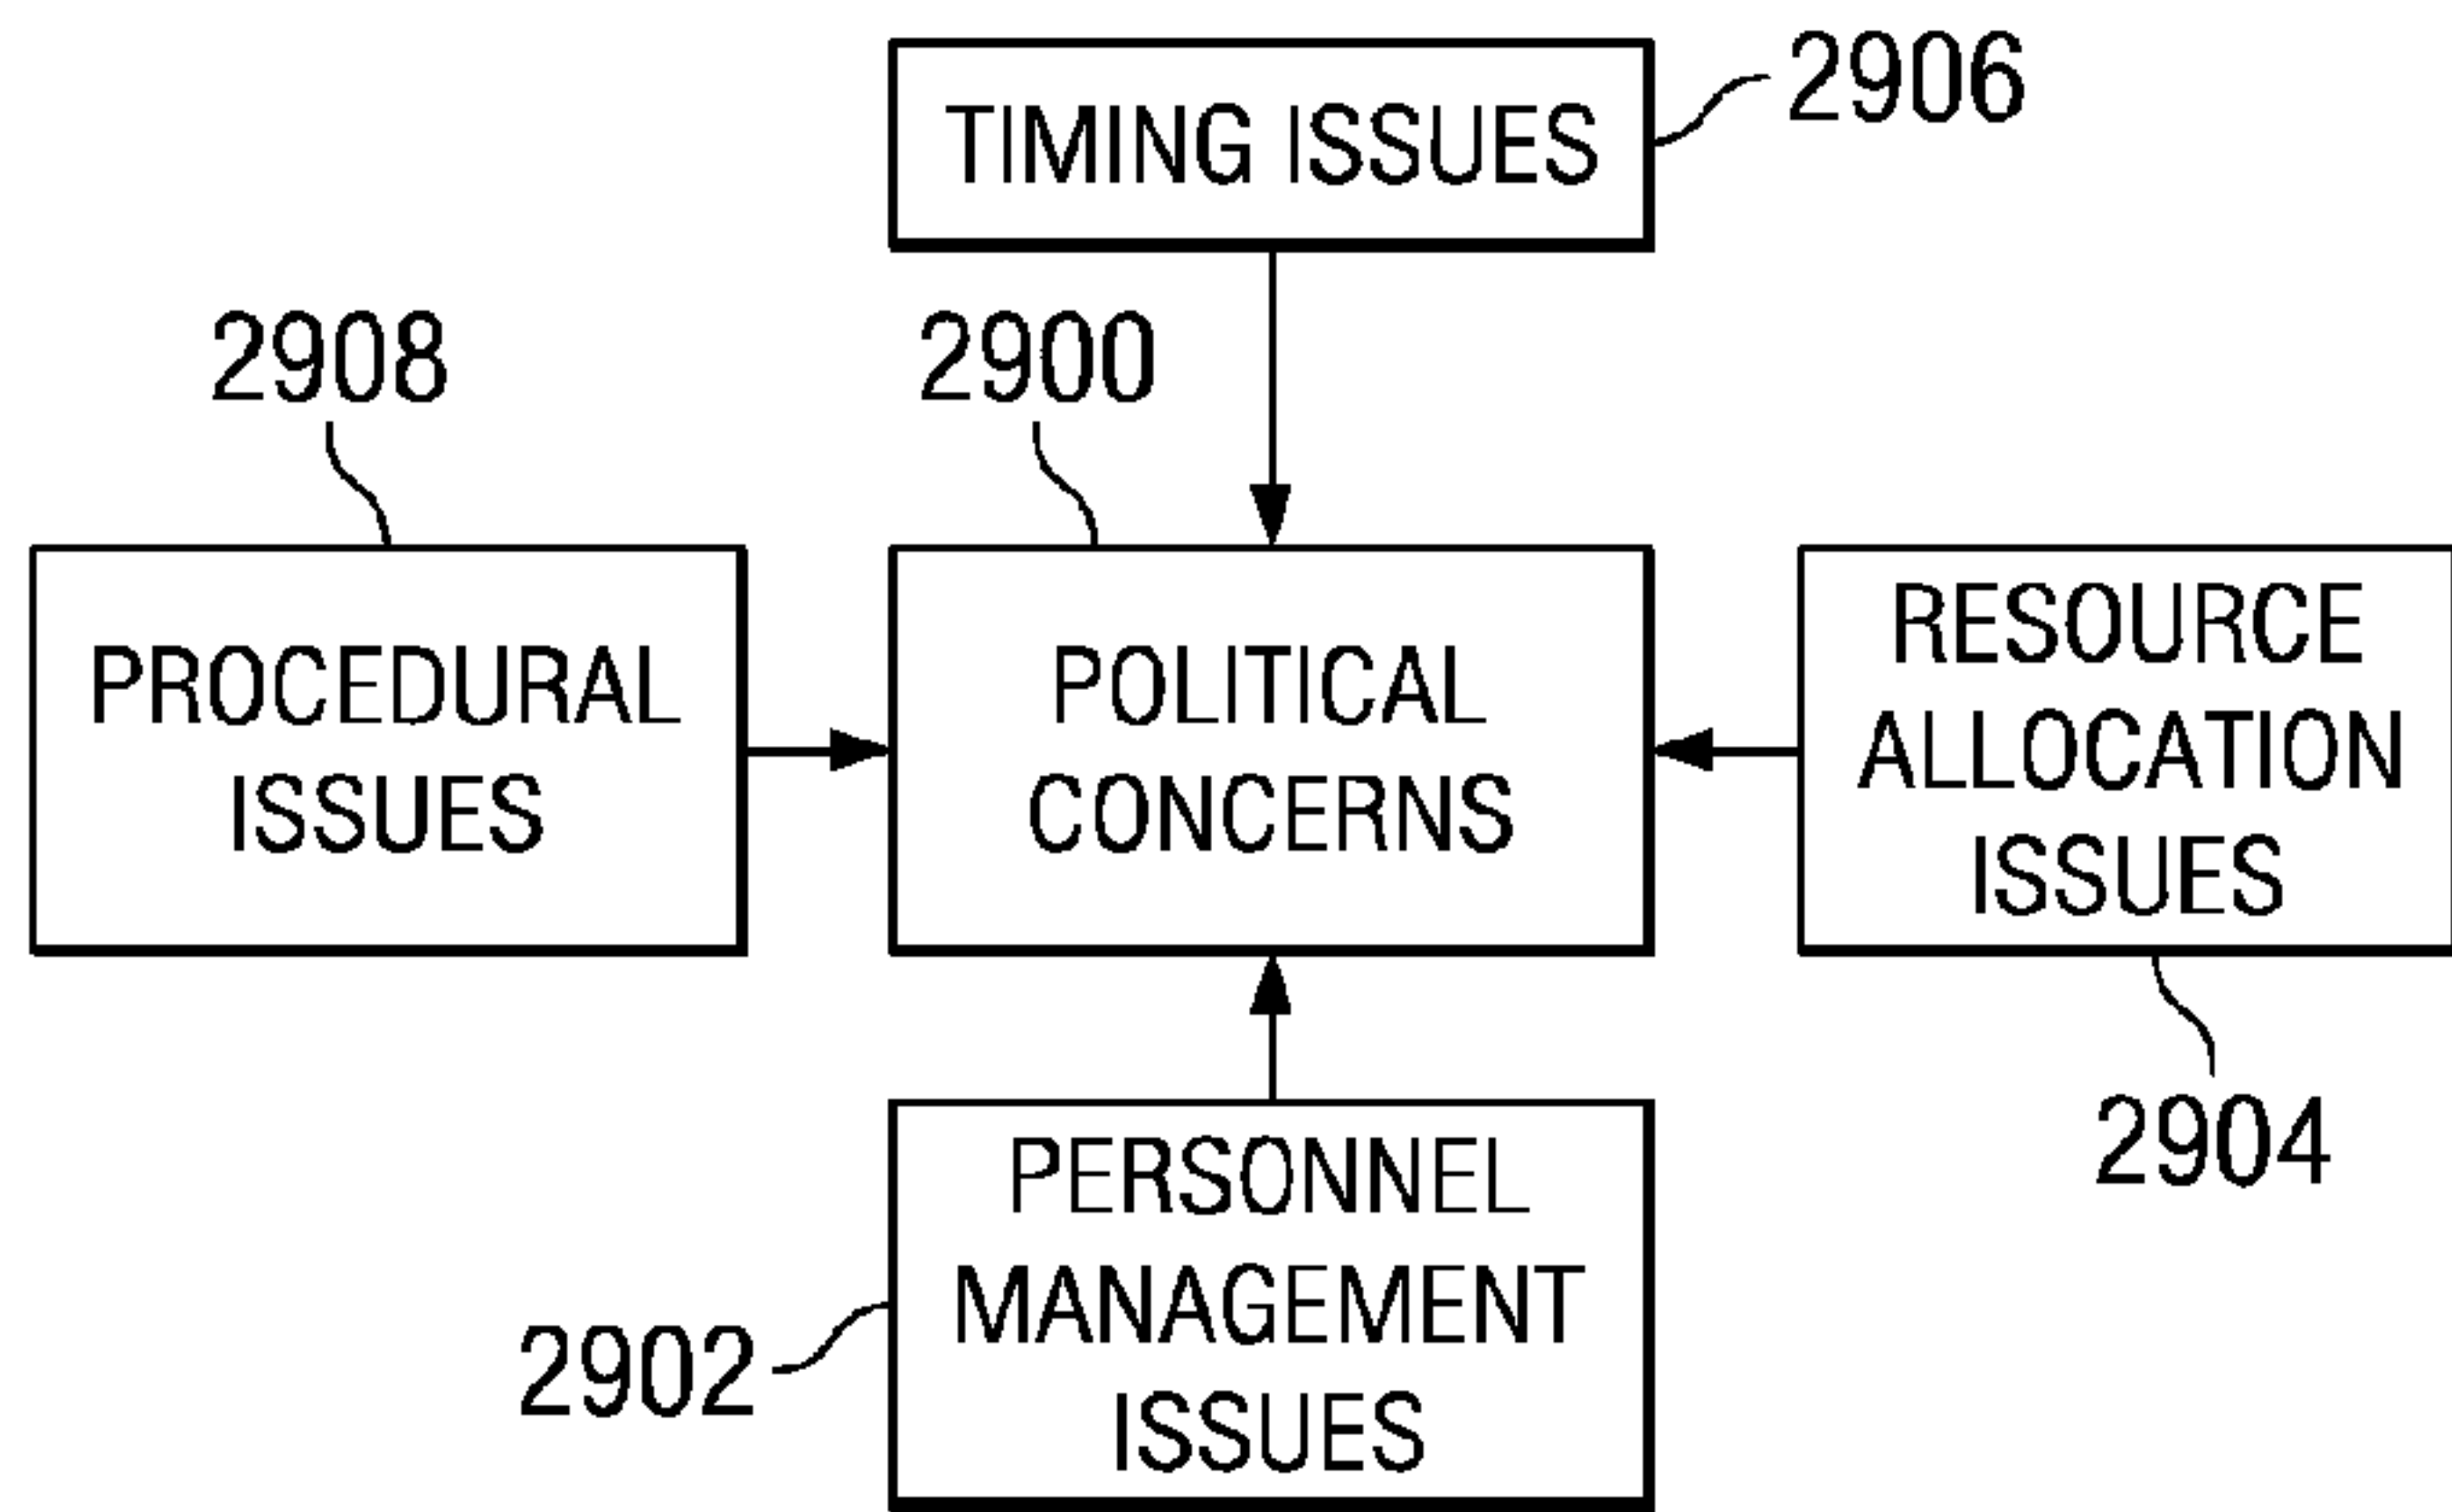 TIMING ISSUES
2906
2908
2900
PROCEDURAL
ISSUES
POLITICAL
CONCERNS
RESOURCE
ALLOCATION
ISSUES
2904
PERSONNEL
MANAGEMENT
ISSUES
2902